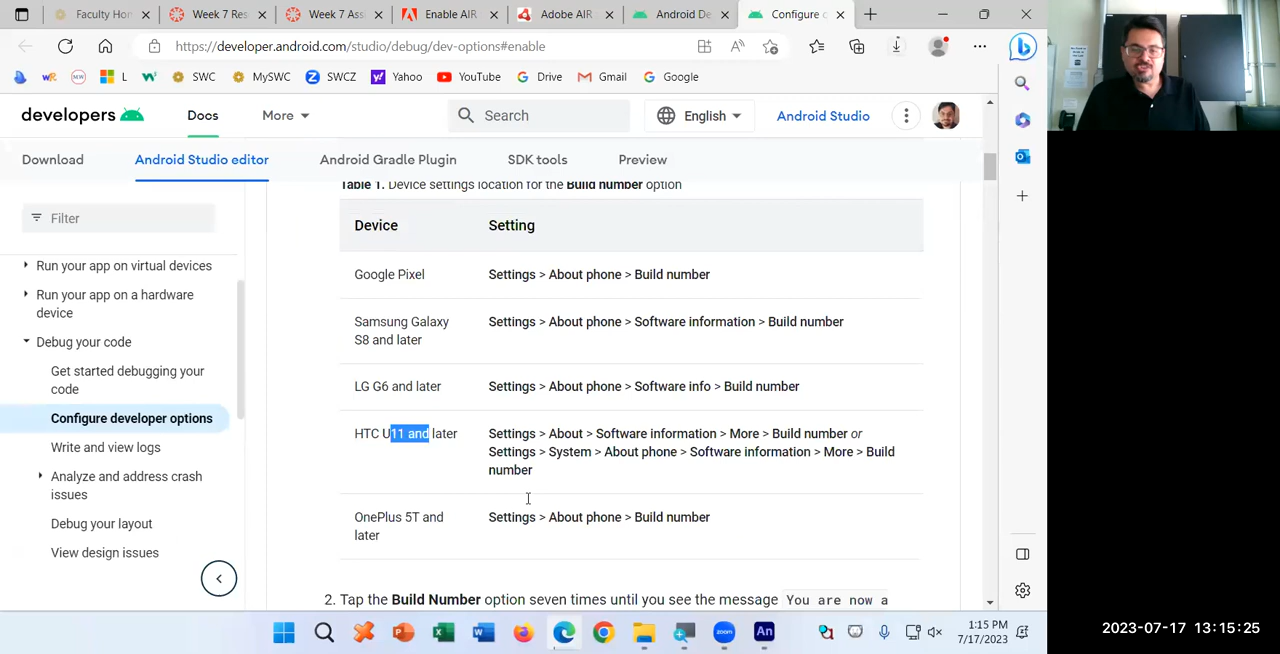 Faculty Hom
Week 7 Res
Week 7 Ass
Enable AIR
Adobe AIR
Android De
Configure c
https://developer.android.com/studio/debug/dev-options#enable
L
SWC
MySWC
SWCZ
Yahoo
YouTube
Drive
Gmail
Google
developers
Docs
More
Search
English
Android Studio
Download
Android Studio editor
Android Gradle Plugin
SDK tools
Preview
Filter
Run your app on virtual devices
Run your app on a hardware
device
Debug your code
Get started debugging your
code
Configure developer options
Write and view logs
Analyze and address crash
issues
Debug your layout
View design issues
Table 1. Device settings location for the Build number option
Device Setting
Google Pixel Settings > About phone > Build number
Samsung Galaxy Settings > About phone > Software information > Build number
S8 and later
LG G6 and later Settings > About phone > Software info > Build number
HTC U11 and later Settings > About > Software information > More > Build number or
Settings > System > About phone > Software information > More > Build
number
OnePlus 5T and Settings > About phone > Build number
later
2. Tap the Build Number option seven times until you see the message You are now a
zoom
An
1:15 PM
7/17/2023
2023-07-17 13:15:25